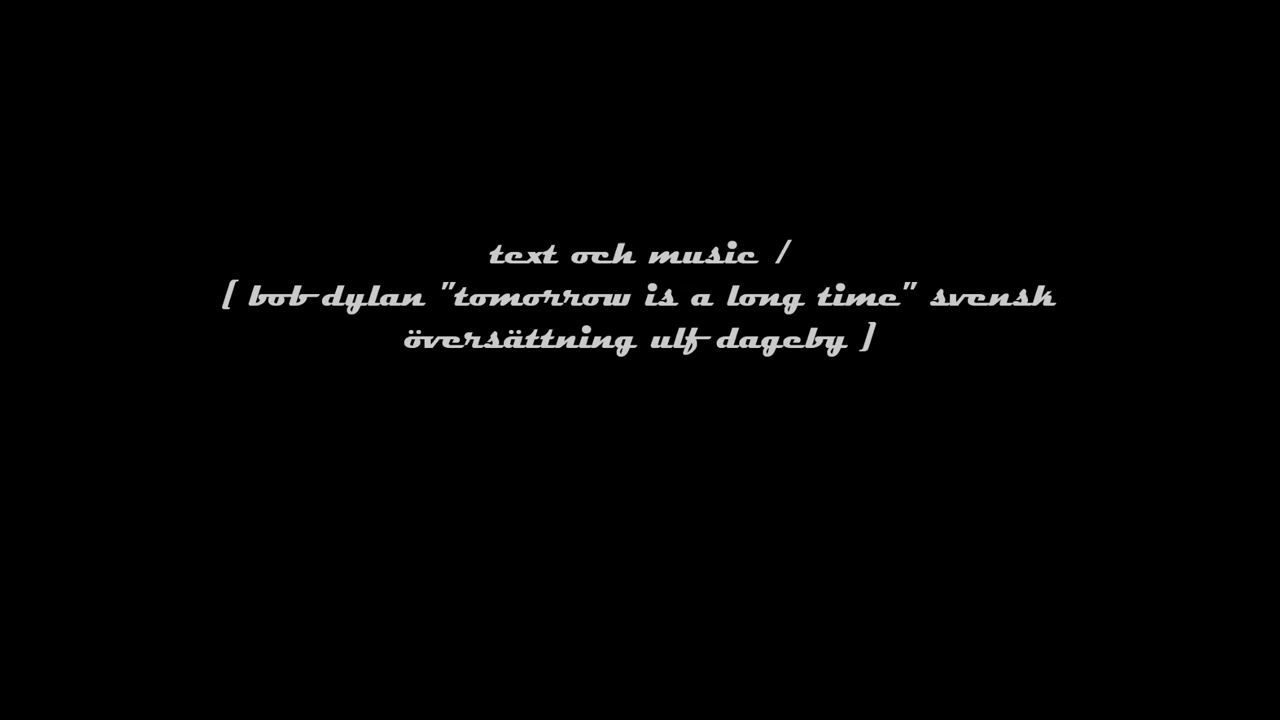 text och music /
[ bob dylan "tomorrow is a long time" svensk
översättning ulf dageby ]